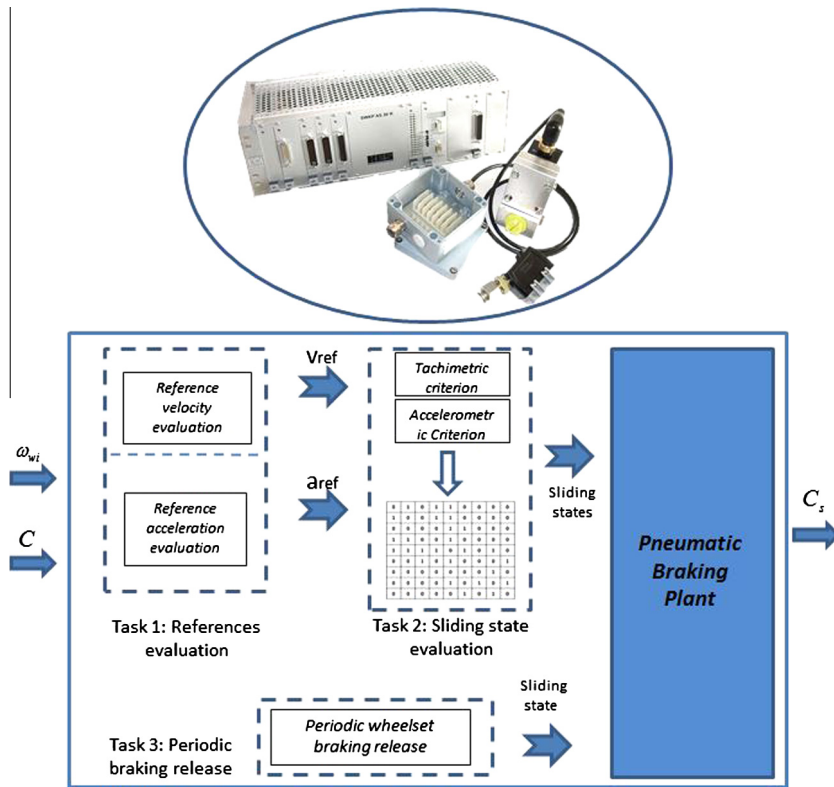 Vref
Reference
velocity
evaluation
Tachimetric
criterion
Accelerometr
ic Criterion
ω_wi
aref
Reference
acceleration
evaluation
Sliding
states
C
C_s
Pneumatic
Braking
Plant
Task 1: References
evaluation
Task 2: Sliding state
evaluation
Sliding
state
Periodic wheelset
braking release
Task 3: Periodic
braking release